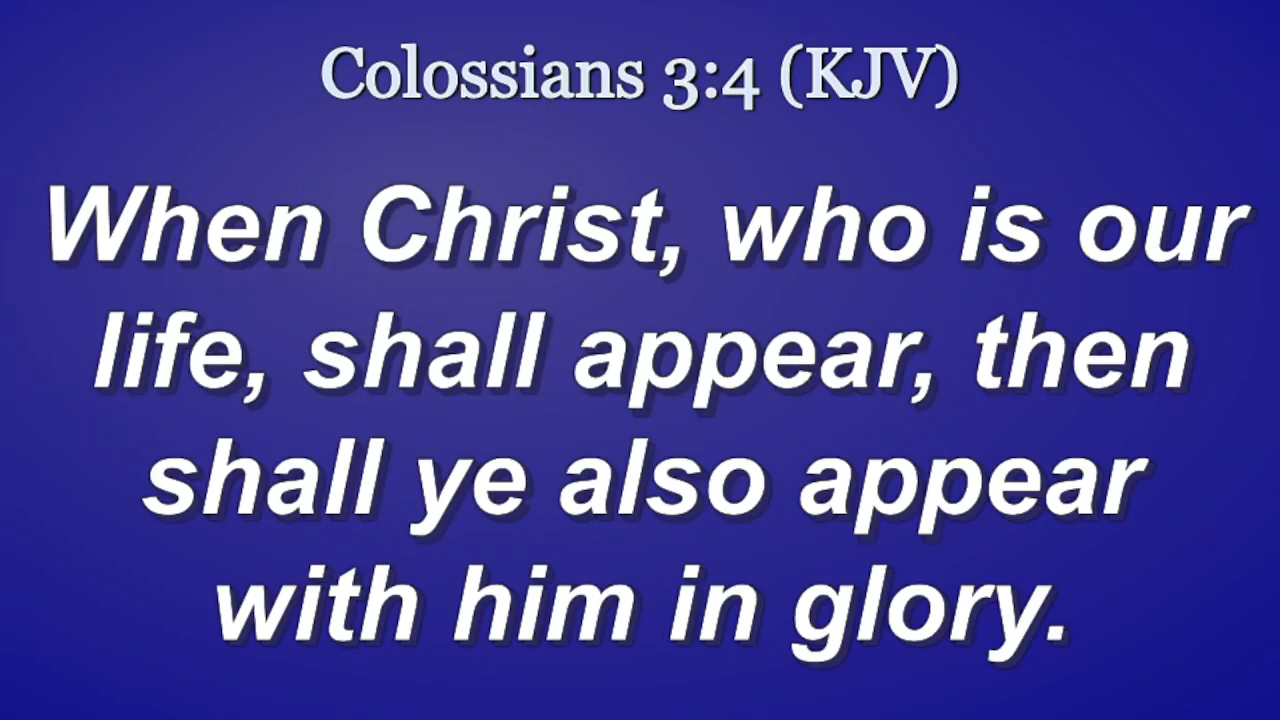 Colossians 3:4 (KJV)
When Christ, who is our
life, shall appear, then
shall ye also appear
with him in glory.